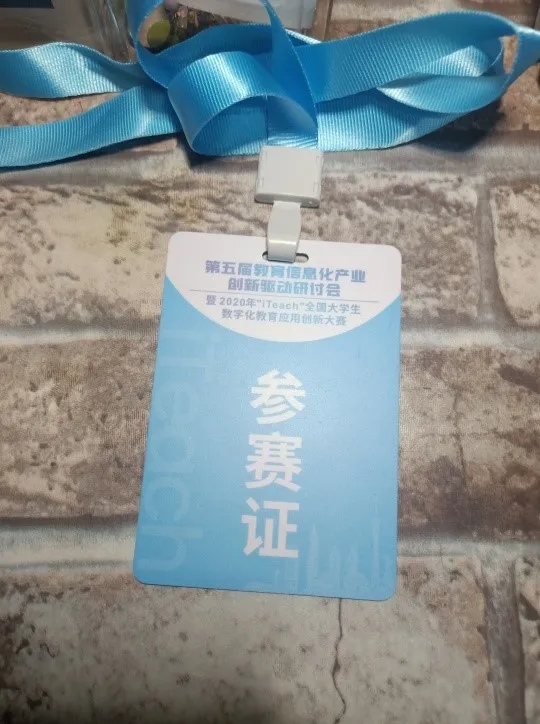 第五届教育信息化产业
创新驱动研讨会
暨2020年"iTeach"全国大学生
数字化教育应用创新大赛
参
赛
证
iTeach